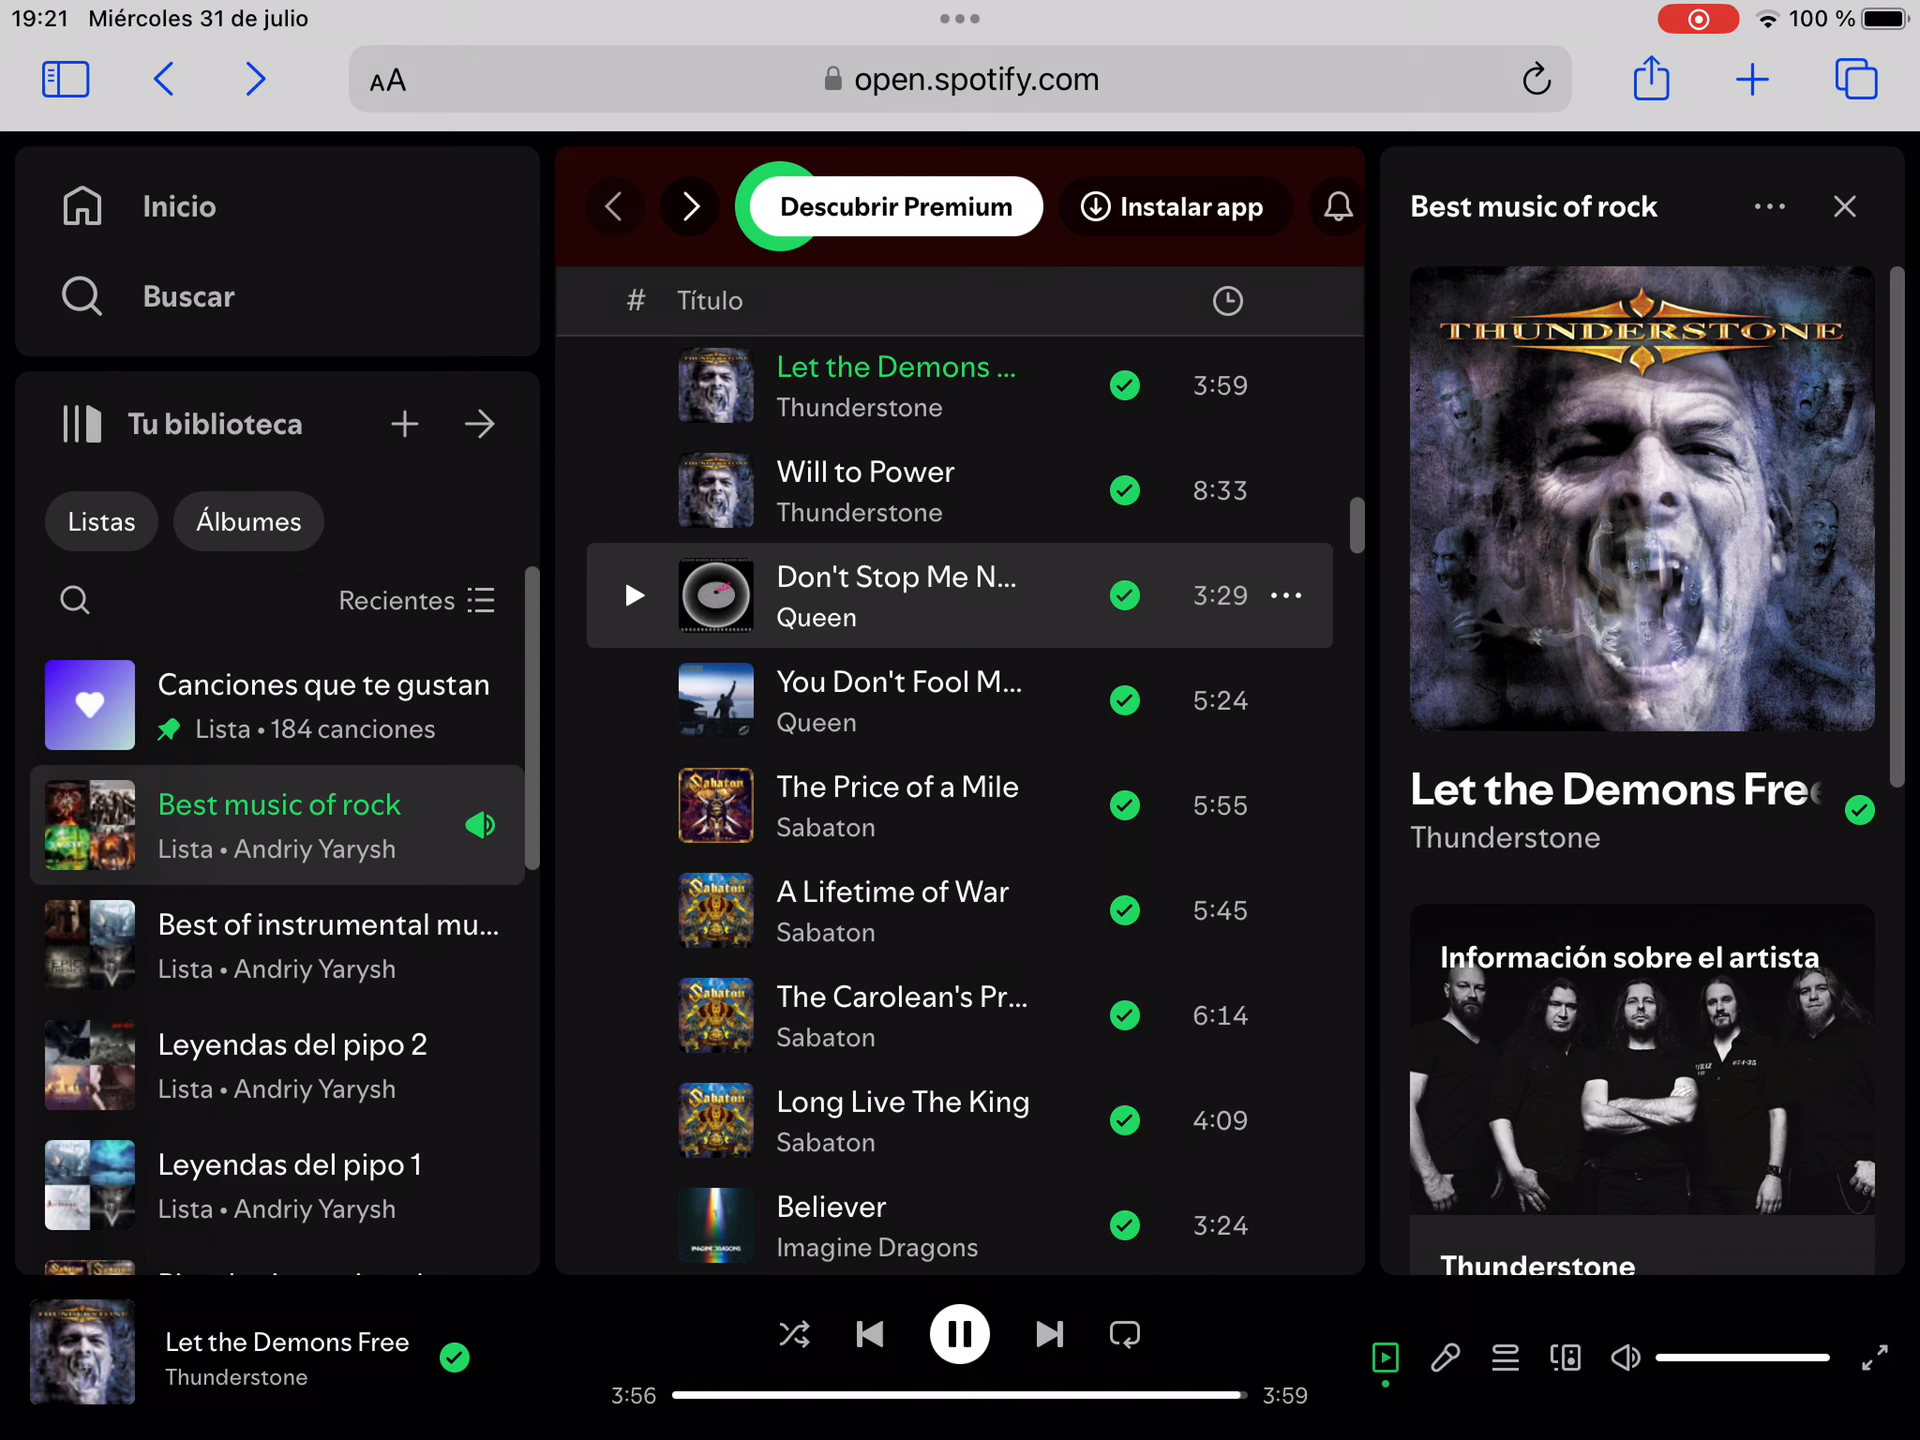 19:21 Miércoles 31 de julio
100 %
AA
open.spotify.com
Inicio
Buscar
Tu biblioteca
Listas
Álbumes
Recientes
Canciones que te gustan
Lista • 184 canciones
Best music of rock
Lista • Andriy Yarysh
Best of instrumental mu...
Lista • Andriy Yarysh
Leyendas del pipo 2
Lista • Andriy Yarysh
Leyendas del pipo 1
Lista • Andriy Yarysh
Descubrir Premium
Instalar app
# Título
Let the Demons ...
Thunderstone
3:59
Will to Power
Thunderstone
8:33
Don't Stop Me N...
Queen
3:29
You Don't Fool M...
Queen
5:24
The Price of a Mile
Sabaton
5:55
A Lifetime of War
Sabaton
5:45
The Carolean's Pr...
Sabaton
6:14
Long Live The King
Sabaton
4:09
Believer
Imagine Dragons
3:24
Best music of rock
THUNDERSTONE
Let the Demons Free
Thunderstone
Información sobre el artista
Thunderstone
Let the Demons Free
Thunderstone
3:56
3:59